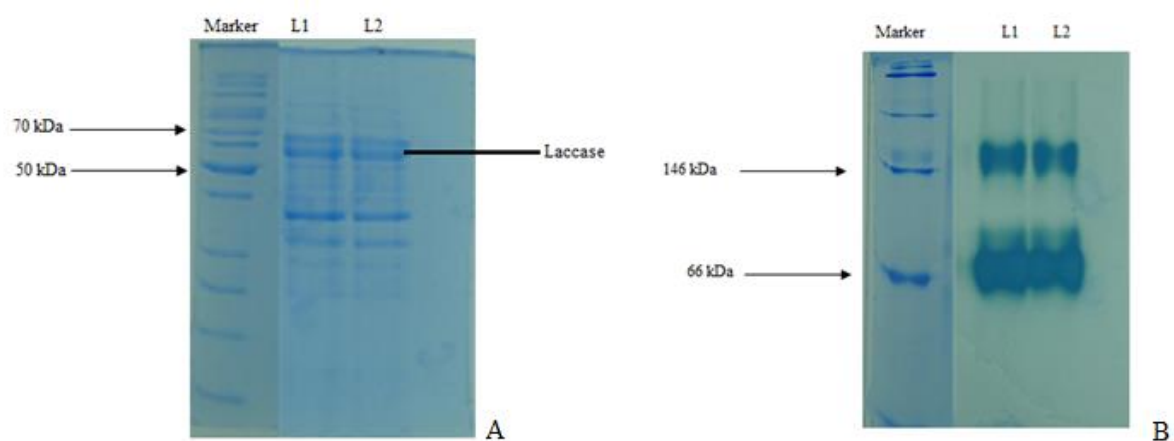 Marker L1 L2
70 kDa
50 kDa
Laccase
A
Marker L1 L2
146 kDa
66 kDa
B